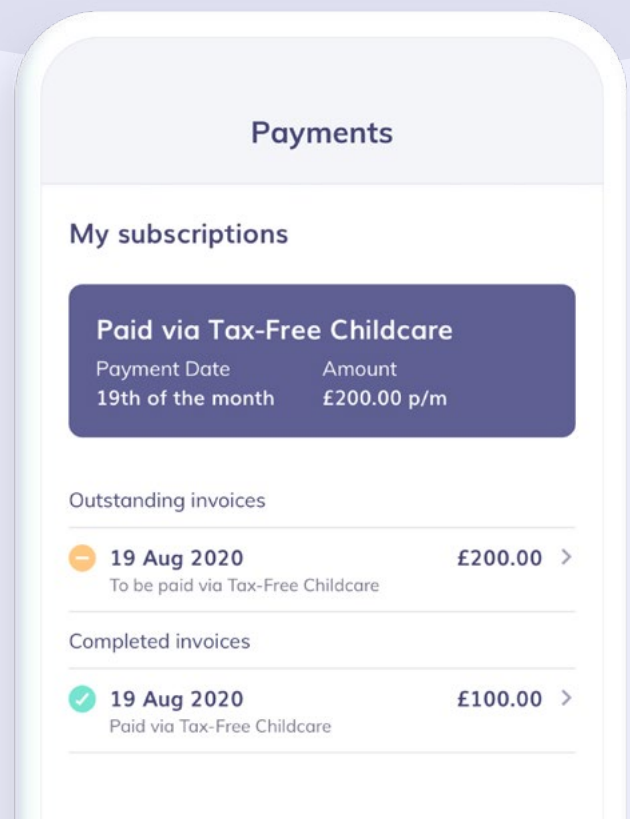 Payments
My subscriptions
Paid via Tax-Free Childcare
Payment Date Amount
19th of the month £200.00 p/m
Outstanding invoices
19 Aug 2020 £200.00
To be paid via Tax-Free Childcare
Completed invoices
19 Aug 2020 £100.00
Paid via Tax-Free Childcare